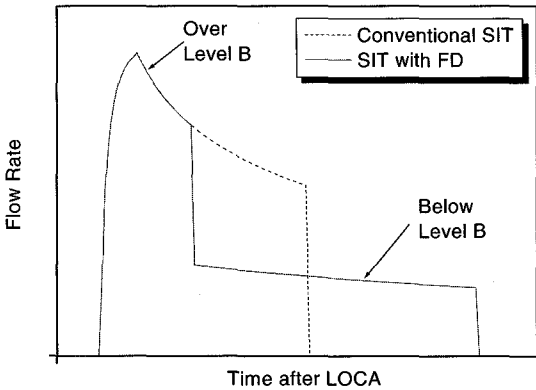 Over
Level B
Conventional SIT
SIT with FD
Flow Rate
Below
Level B
Time after LOCA